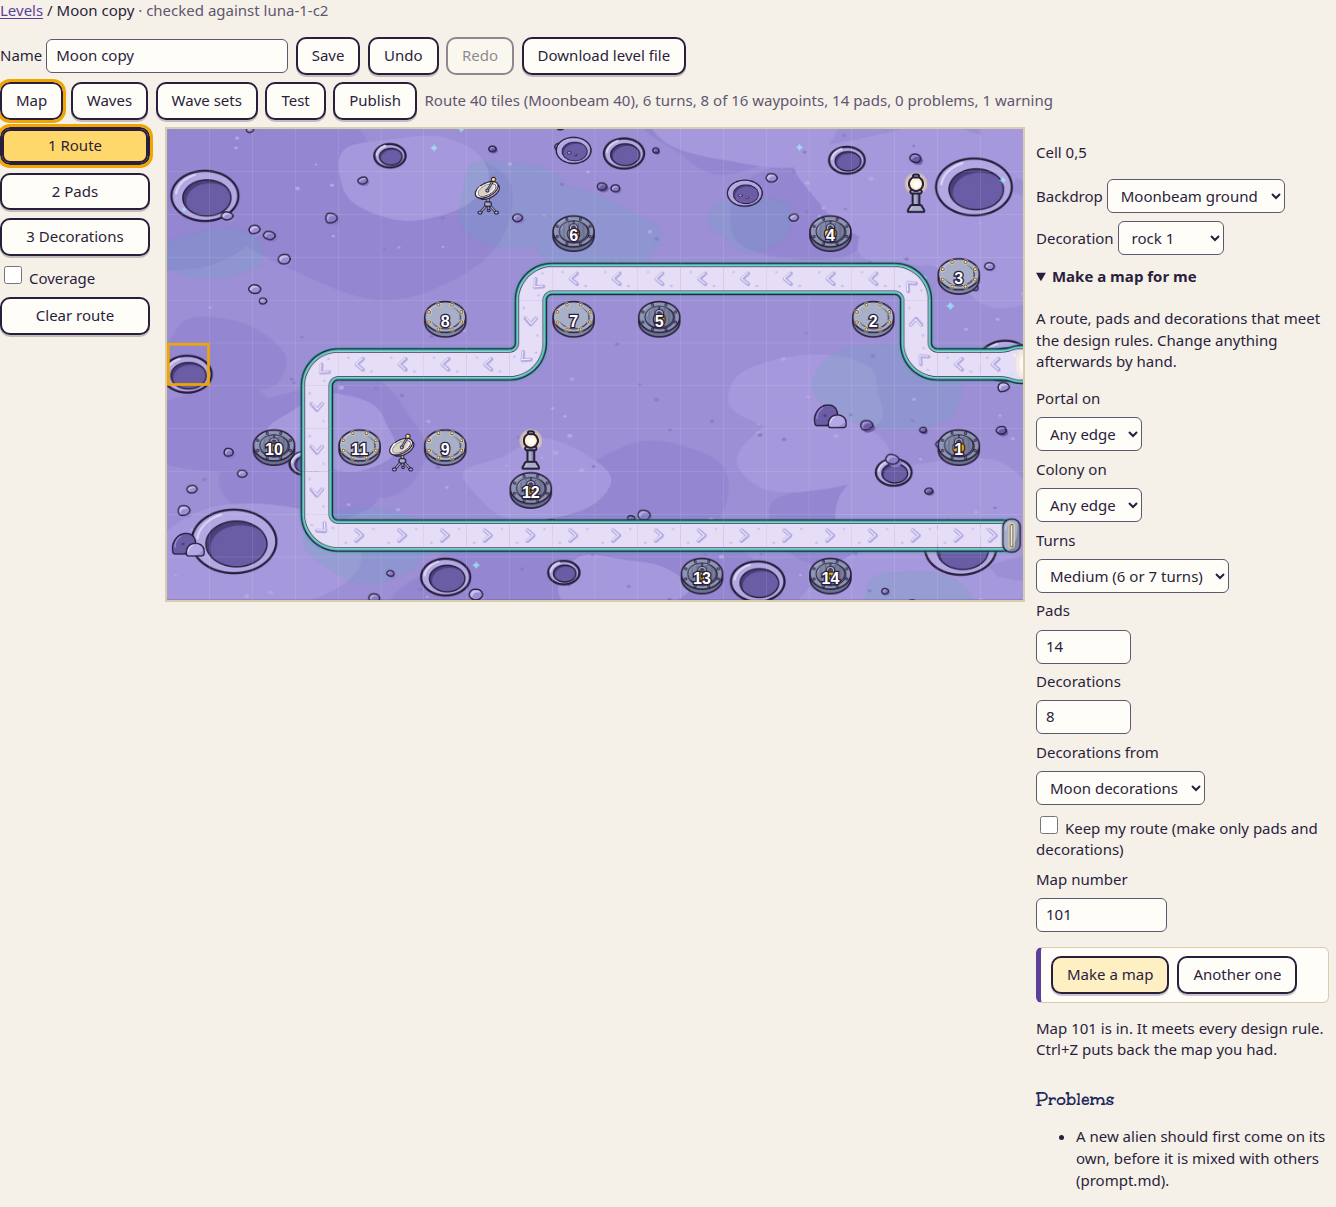 Levels / Moon copy · checked against luna-1-c2
Name Moon copy Save Undo Redo Download level file
Map Waves Wave sets Test Publish Route 40 tiles (Moonbeam 40), 6 turns, 8 of 16 waypoints, 14 pads, 0 problems, 1 warning
1 Route
2 Pads
3 Decorations
Coverage
Clear route
6
4
3
8
7
5
2
10
11
9
1
12
13
14
Cell 0,5
Backdrop Moonbeam ground
Decoration rock 1
Make a map for me
A route, pads and decorations that meet
the design rules. Change anything
afterwards by hand.
Portal on
Any edge
Colony on
Any edge
Turns
Medium (6 or 7 turns)
Pads
14
Decorations
8
Decorations from
Moon decorations
Keep my route (make only pads and
decorations)
Map number
101
Make a map Another one
Map 101 is in. It meets every design rule.
Ctrl+Z puts back the map you had.
Problems
• A new alien should first come on its
own, before it is mixed with others
(prompt.md).